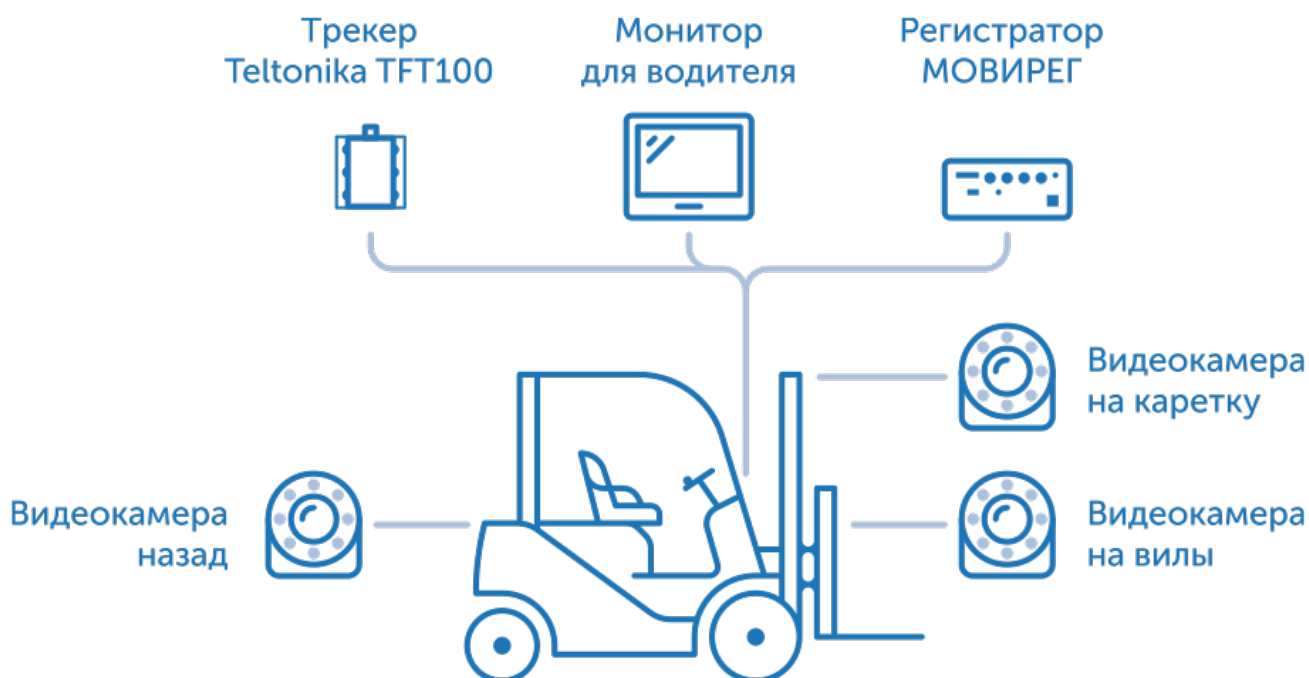 Трекер
Teltonika TFT100
Монитор
для водителя
Регистратор
МОВИРЕГ
Видеокамера
на каретку
Видеокамера
назад
Видеокамера
на вилы